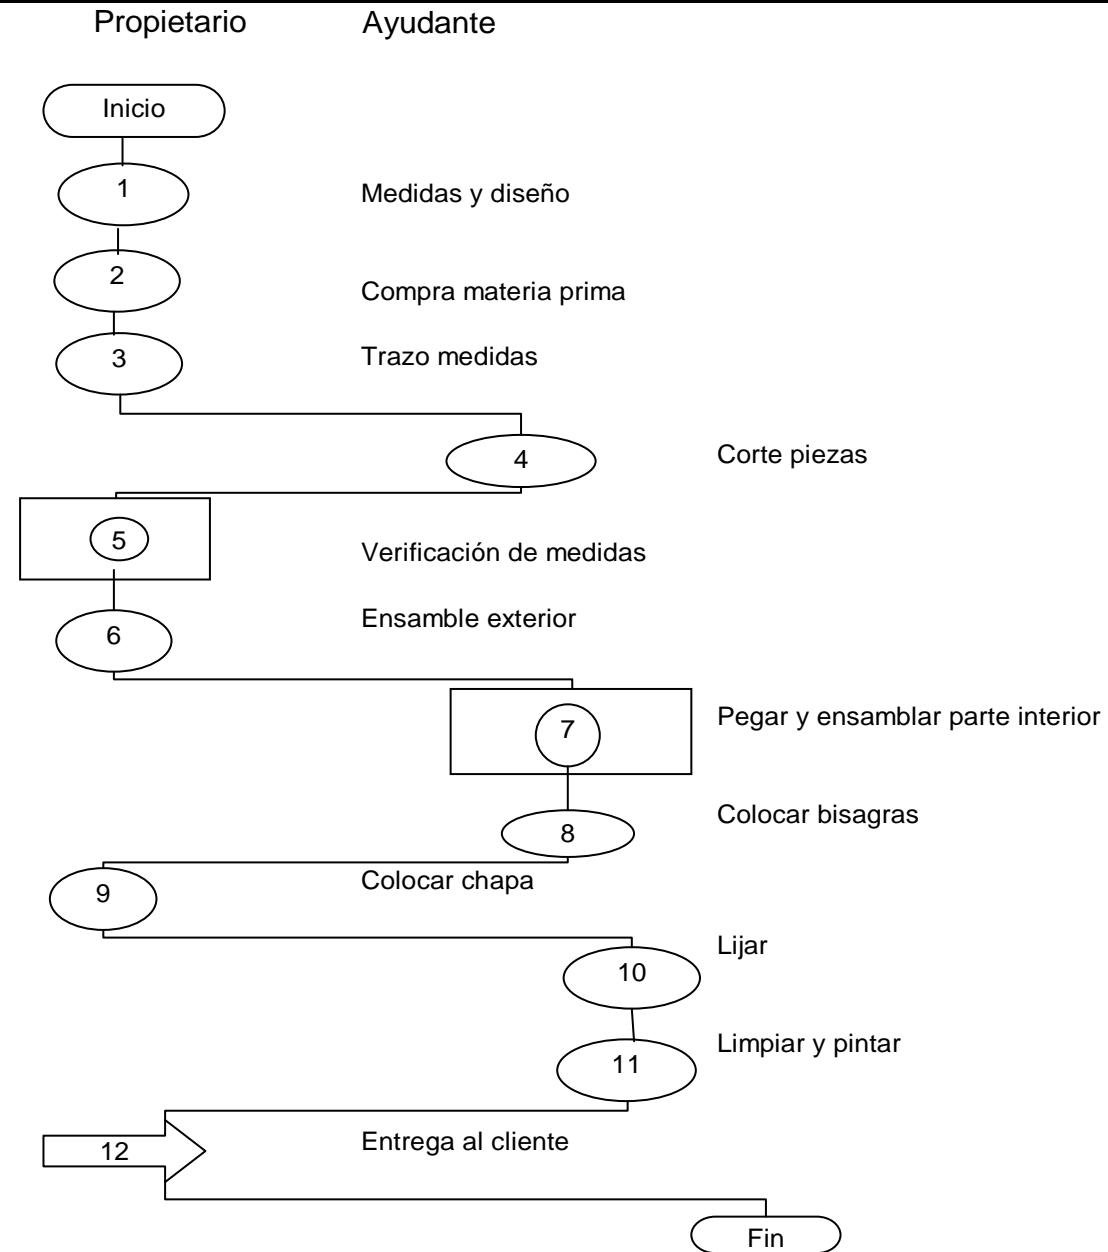 Propietario Ayudante
Inicio
1 Medidas y diseño
2 Compra materia prima
3 Trazo medidas
4 Corte piezas
5 Verificación de medidas
6 Ensamble exterior
7 Pegar y ensamblar parte interior
8 Colocar bisagras
9 Colocar chapa
10 Lijar
11 Limpiar y pintar
12 Entrega al cliente
Fin